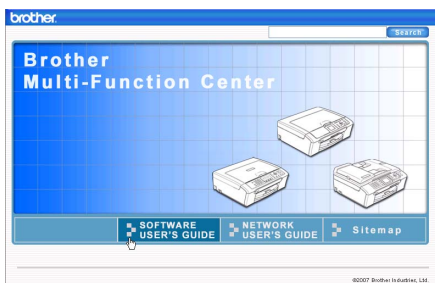 brother.
Search
Brother
Multi-Function Center
SOFTWARE
USER'S GUIDE
NETWORK
USER'S GUIDE
Sitemap
©2007 Brother Industries, Ltd.